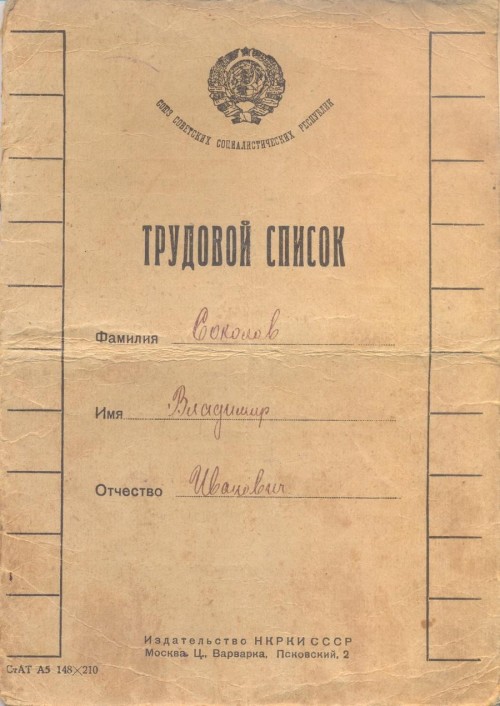 СОЮЗ СОВЕТСКИХ СОЦИАЛИСТИЧЕСКИХ РЕСПУБЛИК
ТРУДОВОЙ СПИСОК
Фамилия Соколов
Имя Владимир
Отчество Иванович
Издательство НКРКИ СССР
Москва, Ц., Варварка, Псковский, 2
СтАТ А5 148×210